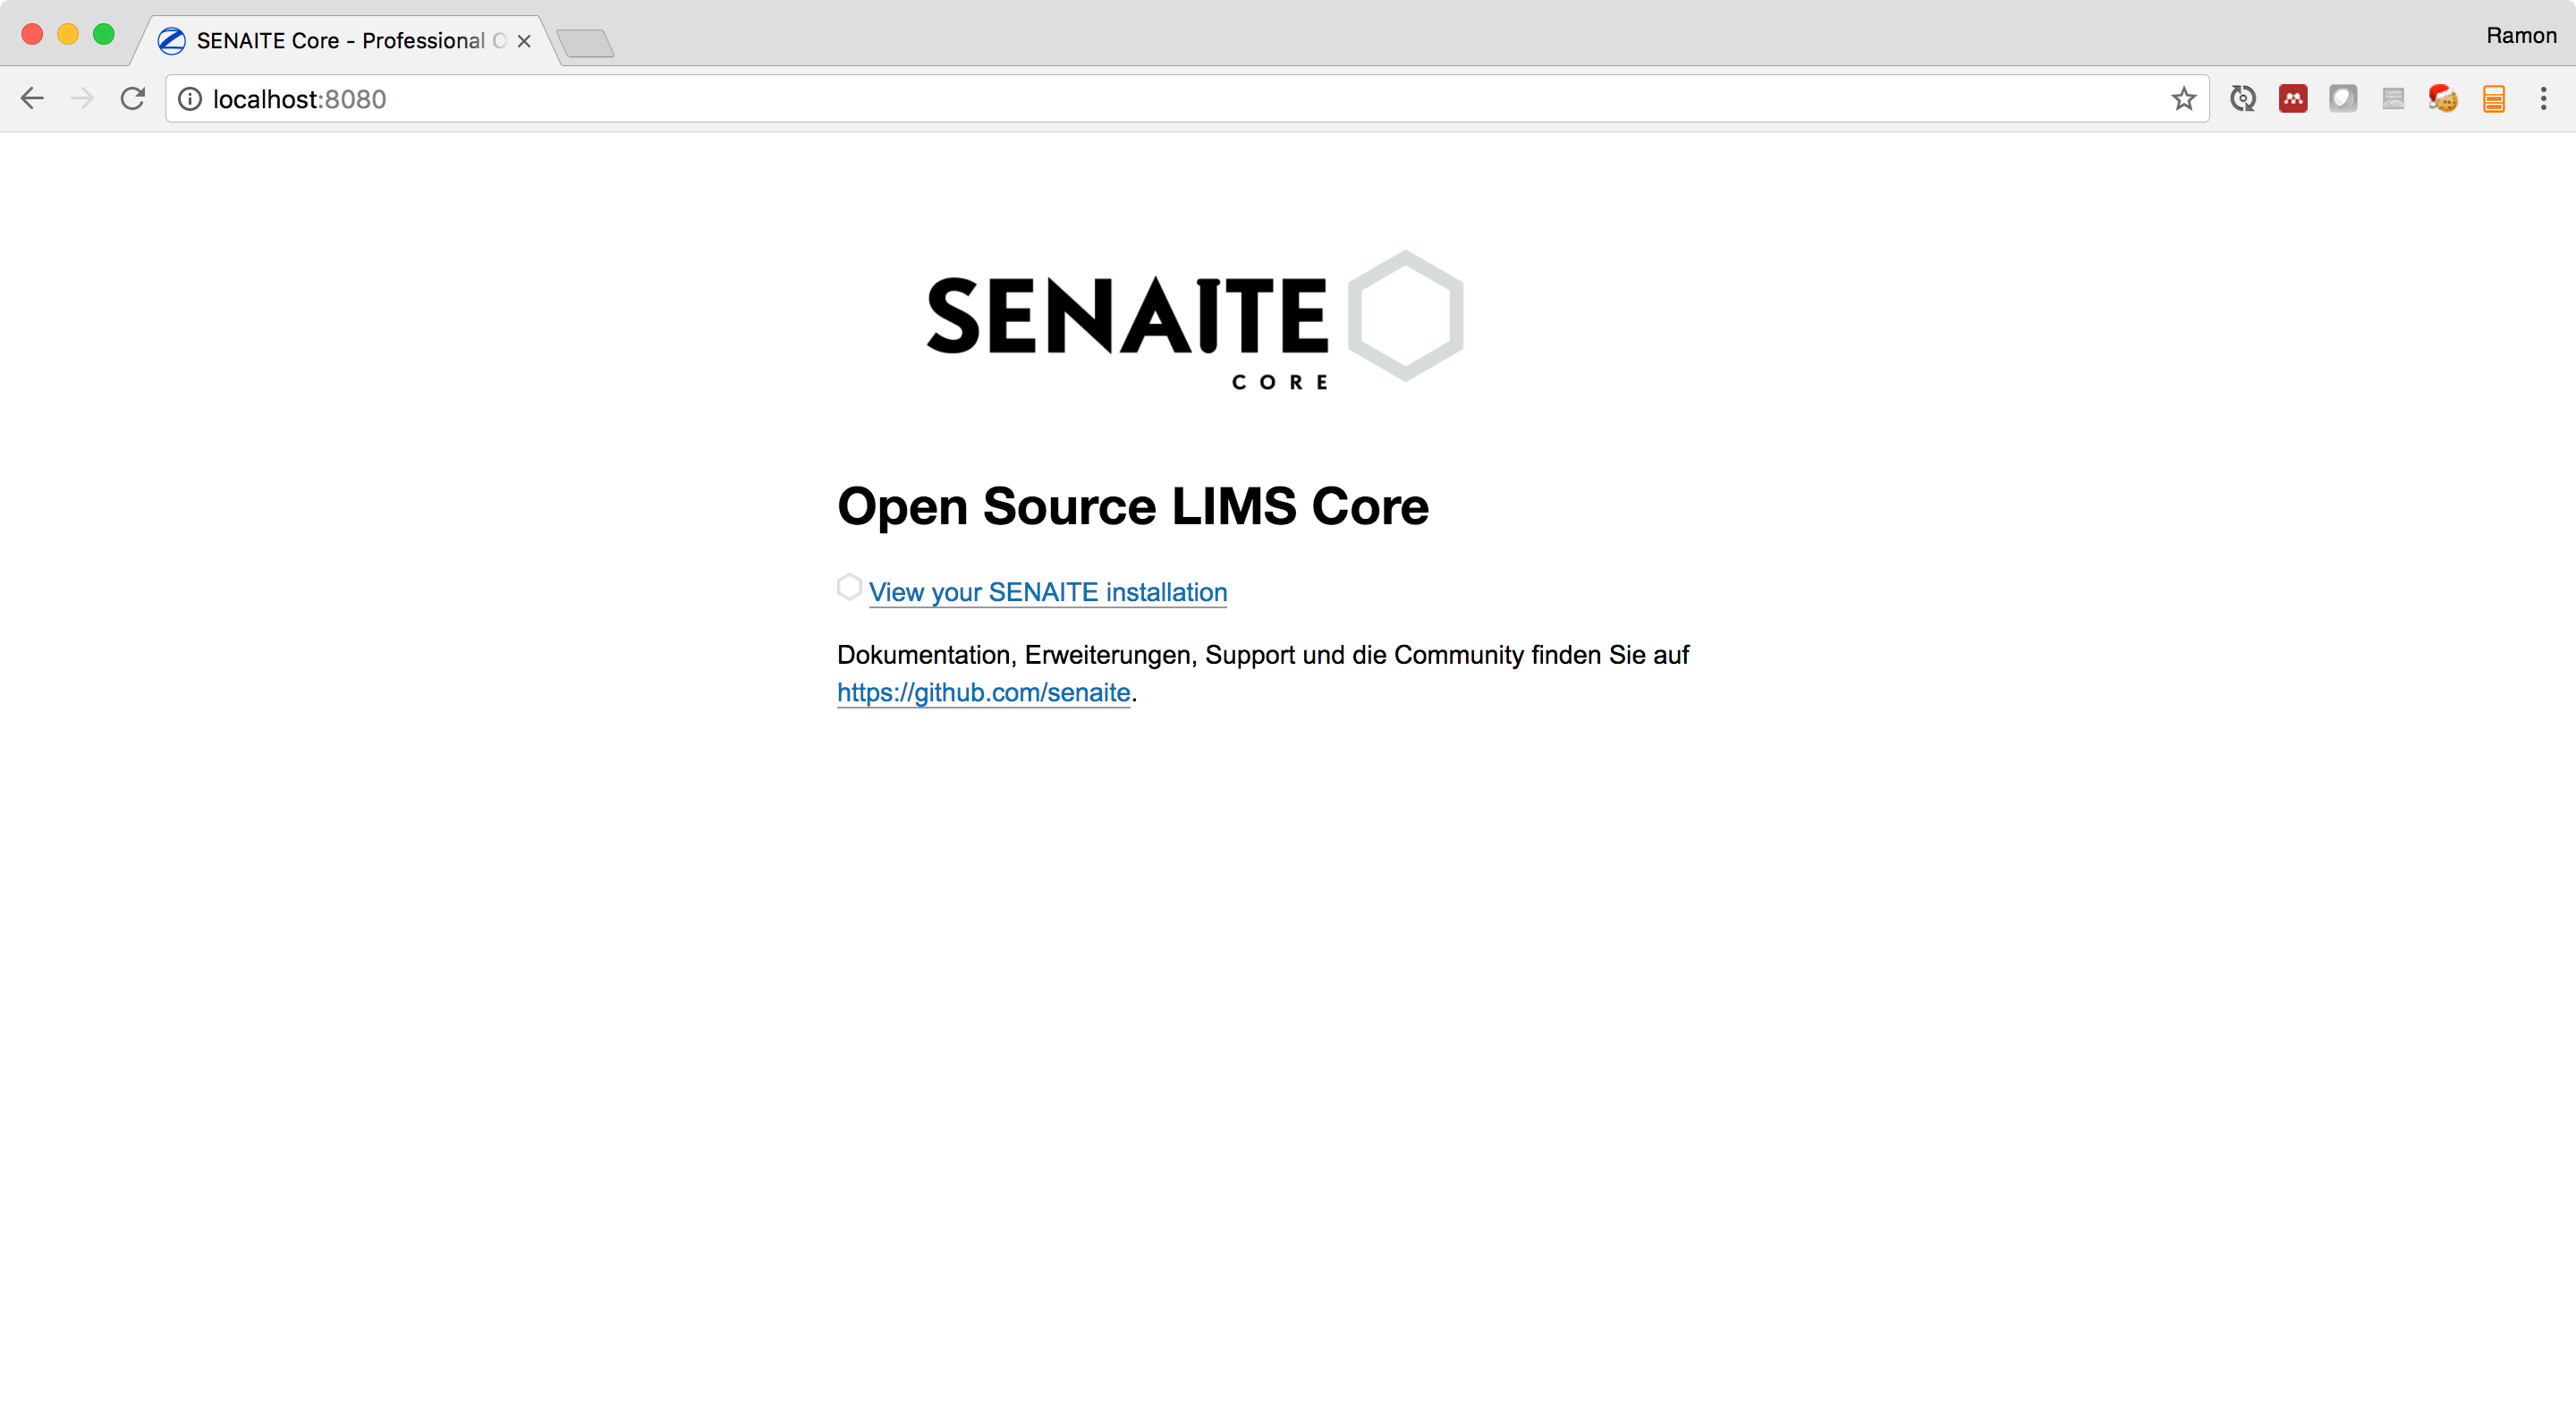 SENAITE Core - Professional O
Ramon
localhost:8080
SENAITE
CORE
Open Source LIMS Core
View your SENAITE installation
Dokumentation, Erweiterungen, Support und die Community finden Sie auf
https://github.com/senaite.